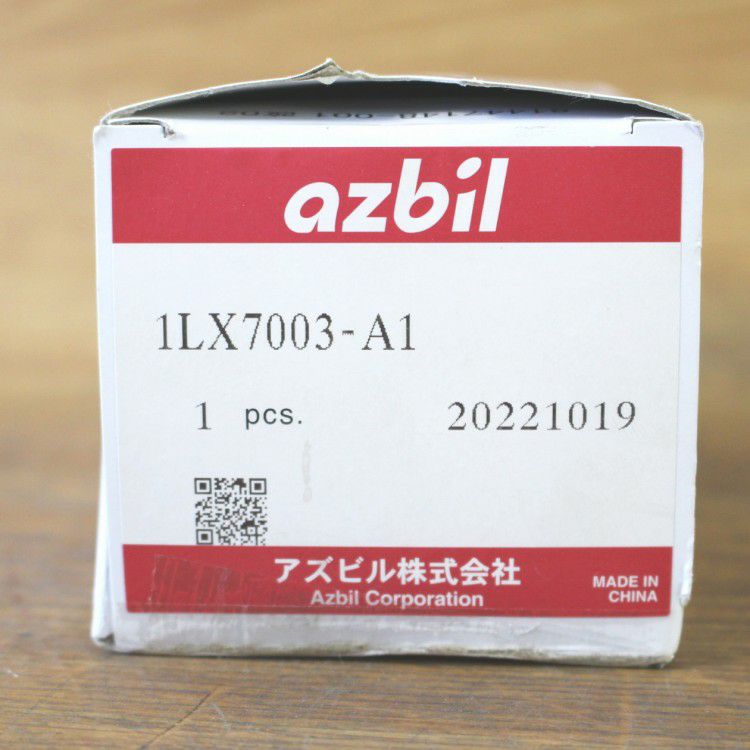 azbil
1LX7003-A1
1 pcs.
20221019
アズビル株式会社
Azbil Corporation
MADE IN
CHINA